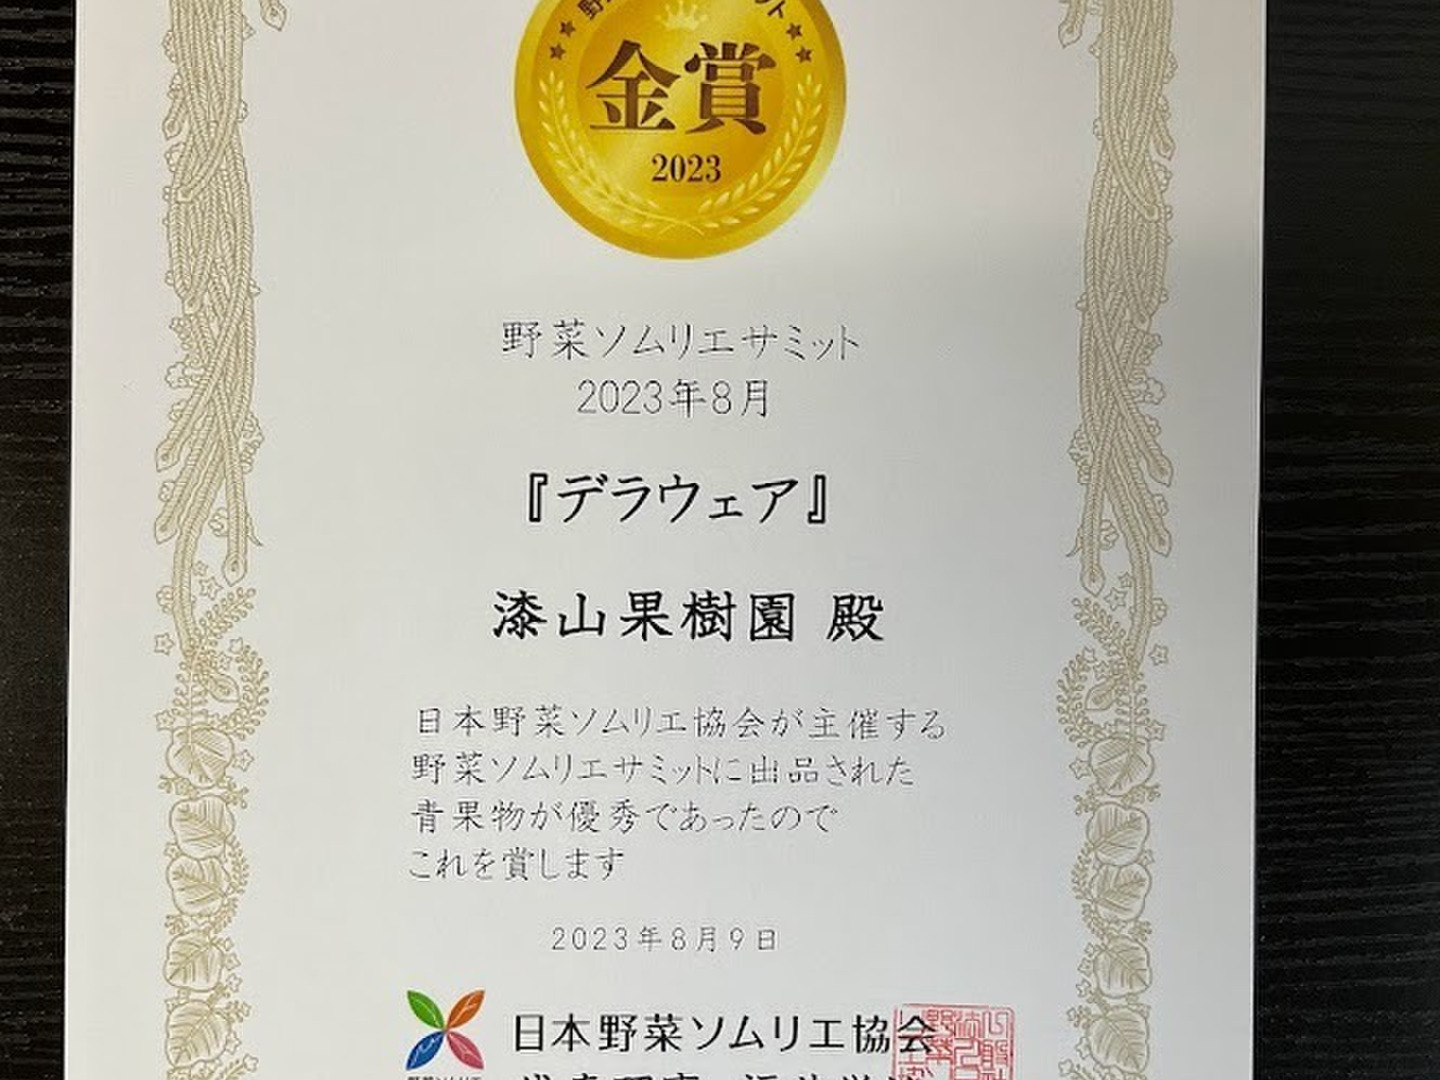 金賞
2023
野菜ソムリエサミット
2023年8月
『デラウェア』
漆山果樹園 殿
日本野菜ソムリエ協会が主催する
野菜ソムリエサミットに出品された
青果物が優秀であったので
これを賞します
2023年8月9日
日本野菜ソムリエ協会